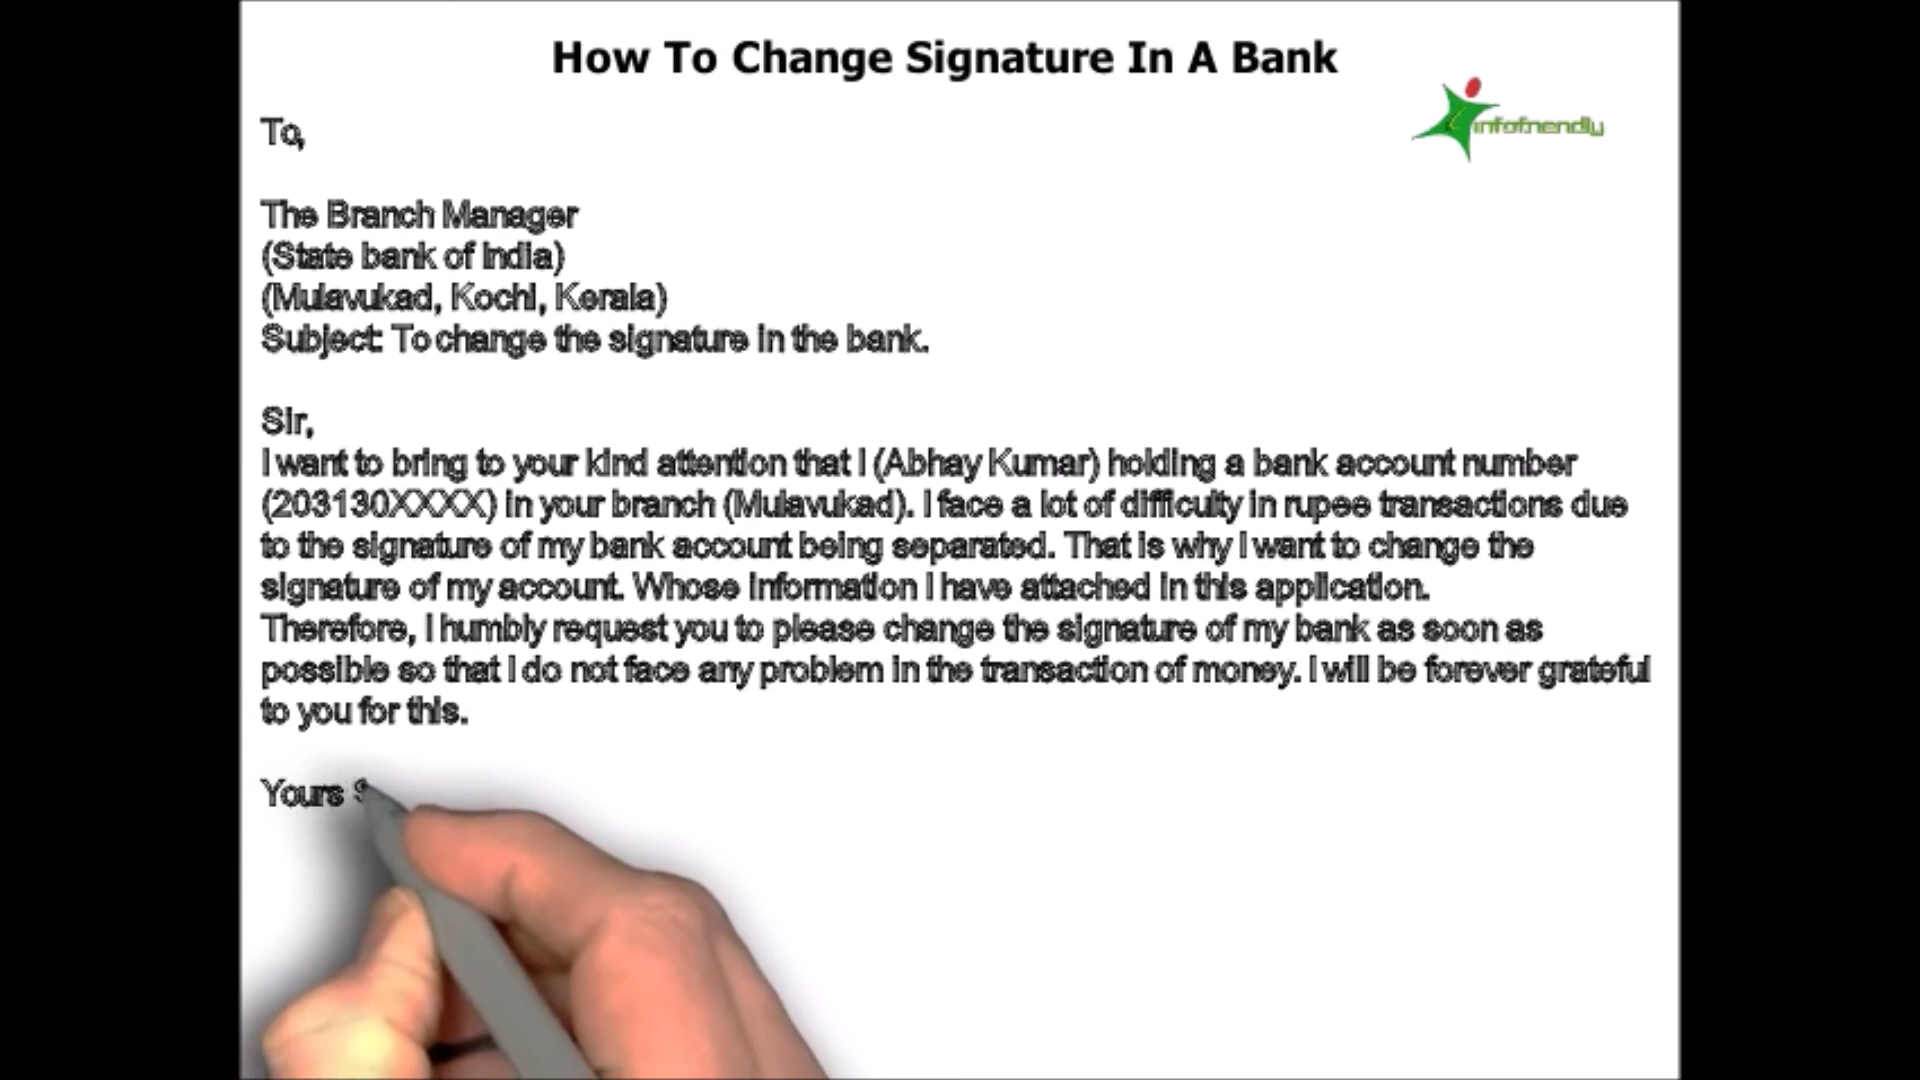 How To Change Signature In A Bank
infofriendly
To,
The Branch Manager
(State bank of India)
(Mulavukad, Kochi, Kerala)
Subject: To change the signature in the bank.
Sir,
I want to bring to your kind attention that I (Abhay Kumar) holding a bank account number
(203130XXXX) in your branch (Mulavukad). I face a lot of difficulty in rupee transactions due
to the signature of my bank account being separated. That is why I want to change the
signature of my account. Whose information I have attached in this application.
Therefore, I humbly request you to please change the signature of my bank as soon as
possible so that I do not face any problem in the transaction of money. I will be forever grateful
to you for this.
Yours S